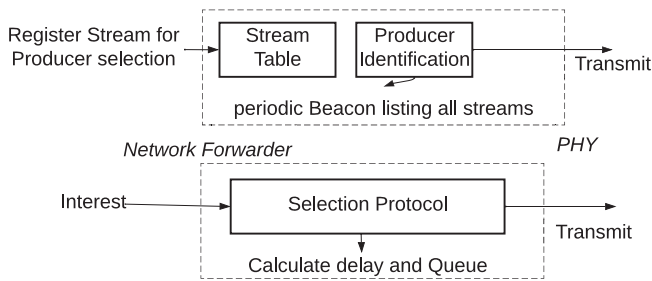 Register Stream for
Producer selection
Stream
Table
Producer
Identification
Transmit
periodic Beacon listing all streams
Network Forwarder
PHY
Interest
Selection Protocol
Transmit
Calculate delay and Queue